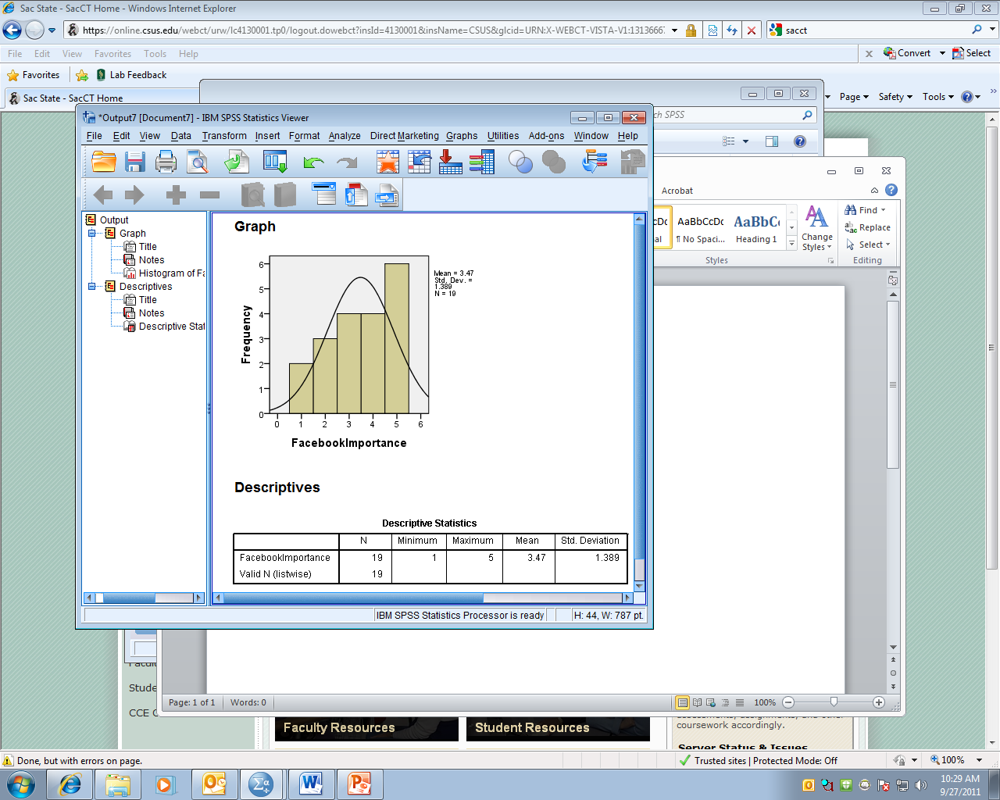 Sac State - SacCT Home - Windows Internet Explorer
https://online.csus.edu/webct/urw/lc4130001.tp0/logout.dowebct?insId=4130001&insName=CSUS&glcid=URN:X-WEBCT-VISTA-V1:1313666
sacct
File Edit View Favorites Tools Help
x Convert Select
Favorites Lab Feedback
Sac State - SacCT Home
Page Safety Tools
*Output7 [Document7] - IBM SPSS Statistics Viewer
ch SPSS
File Edit View Data Transform Insert Format Analyze Direct Marketing Graphs Utilities Add-ons Window Help
Acrobat
AaBbCcDc AaBbC
¶ No Spaci... Heading 1
Change Styles
Styles
Find
Replace
Select
Editing
Output
Graph
Title
Notes
Histogram of Fa
Descriptives
Title
Notes
Descriptive Stat
Graph
Frequency
6
5
4
3
2
1
0
0 1 2 3 4 5 6
FacebookImportance
Mean = 3.47
Std. Dev. =
1.389
N = 19
Descriptives
Descriptive Statistics
N Minimum Maximum Mean Std. Deviation
FacebookImportance 19 1 5 3.47 1.389
Valid N (listwise) 19
IBM SPSS Statistics Processor is ready H: 44, W: 787 pt.
Facul
Stude
CCE C
Page: 1 of 1 Words: 0 100%
Faculty Resources
Student Resources
assessments, assignments, and other
coursework accordingly.
Server Status & Issues
Done, but with errors on page.
Trusted sites | Protected Mode: Off 100%
10:29 AM
9/27/2011